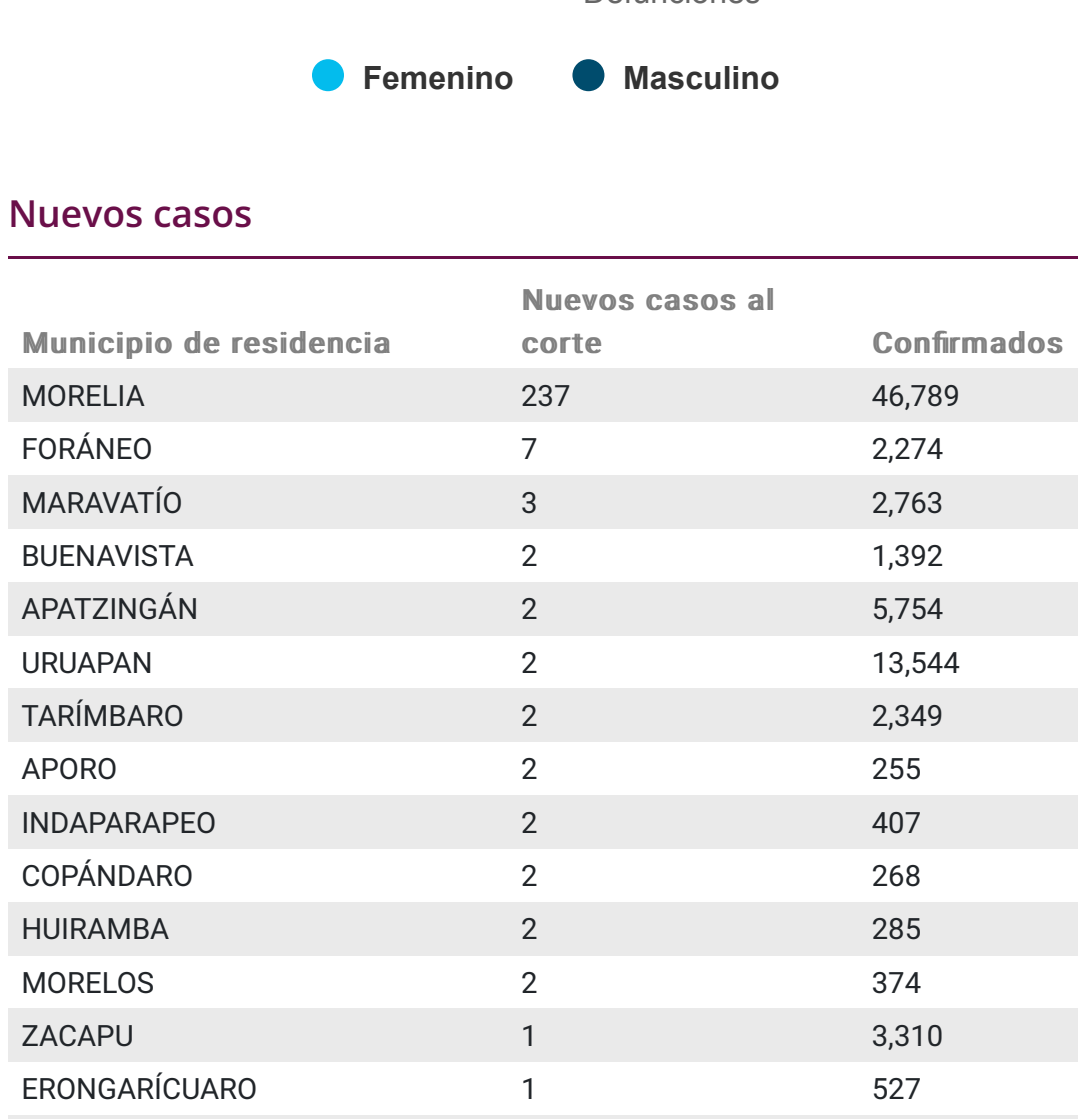 Defunciones
Femenino Masculino
Nuevos casos
Nuevos casos al
Municipio de residencia corte Confirmados
MORELIA 237 46,789
FORÁNEO 7 2,274
MARAVATÍO 3 2,763
BUENAVISTA 2 1,392
APATZINGÁN 2 5,754
URUAPAN 2 13,544
TARÍMBARO 2 2,349
APORO 2 255
INDAPARAPEO 2 407
COPÁNDARO 2 268
HUIRAMBA 2 285
MORELOS 2 374
ZACAPU 1 3,310
ERONGARÍCUARO 1 527